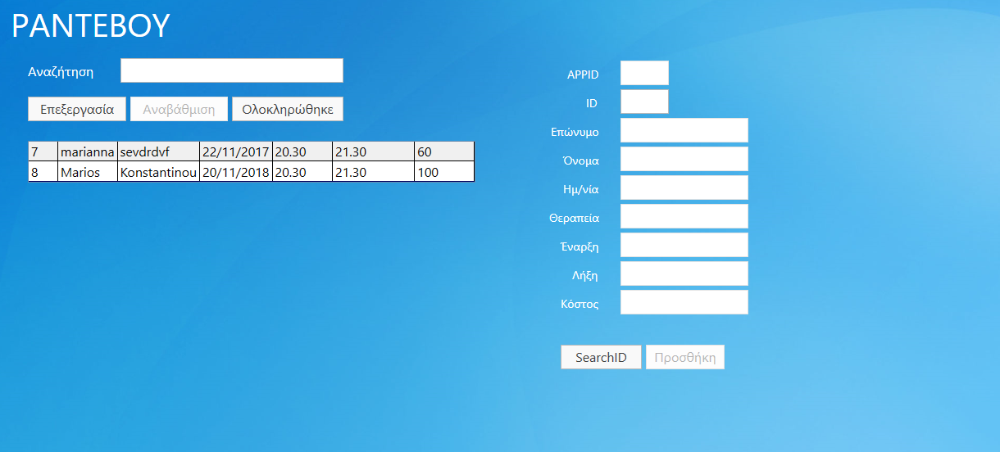 ΡΑΝΤΕΒΟΥ
Αναζήτηση
Επεξεργασία Αναβάθμιση Ολοκληρώθηκε
7 marianna sevdrdvf 22/11/2017 20.30 21.30 60
8 Marios Konstantinou 20/11/2018 20.30 21.30 100
APPID
ID
Επώνυμο
Όνομα
Ημ/νία
Θεραπεία
Έναρξη
Λήξη
Κόστος
SearchID Προσθήκη